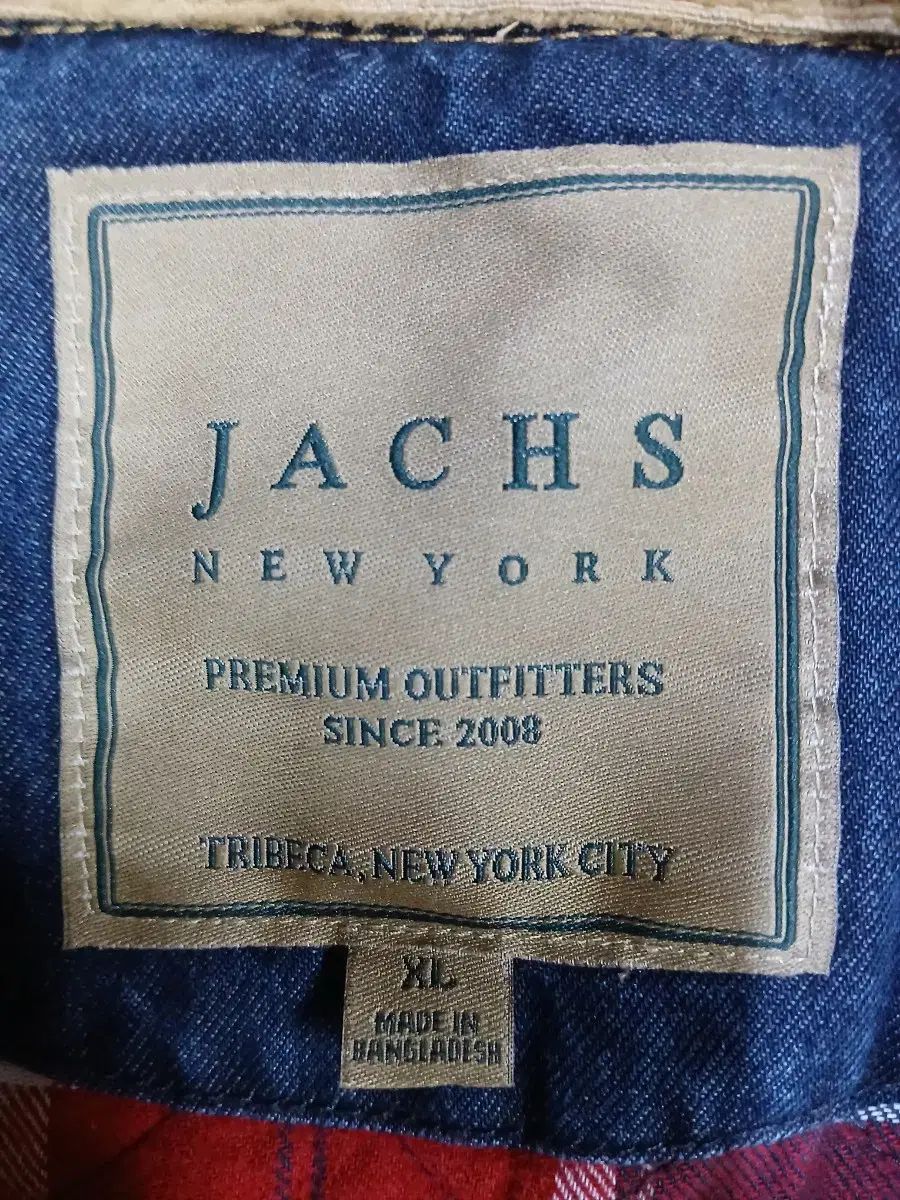 JACHS
NEW YORK
PREMIUM OUTFITTERS
SINCE 2008
TRIBECA, NEW YORK CITY
XL
MADE IN
BANGLADESH